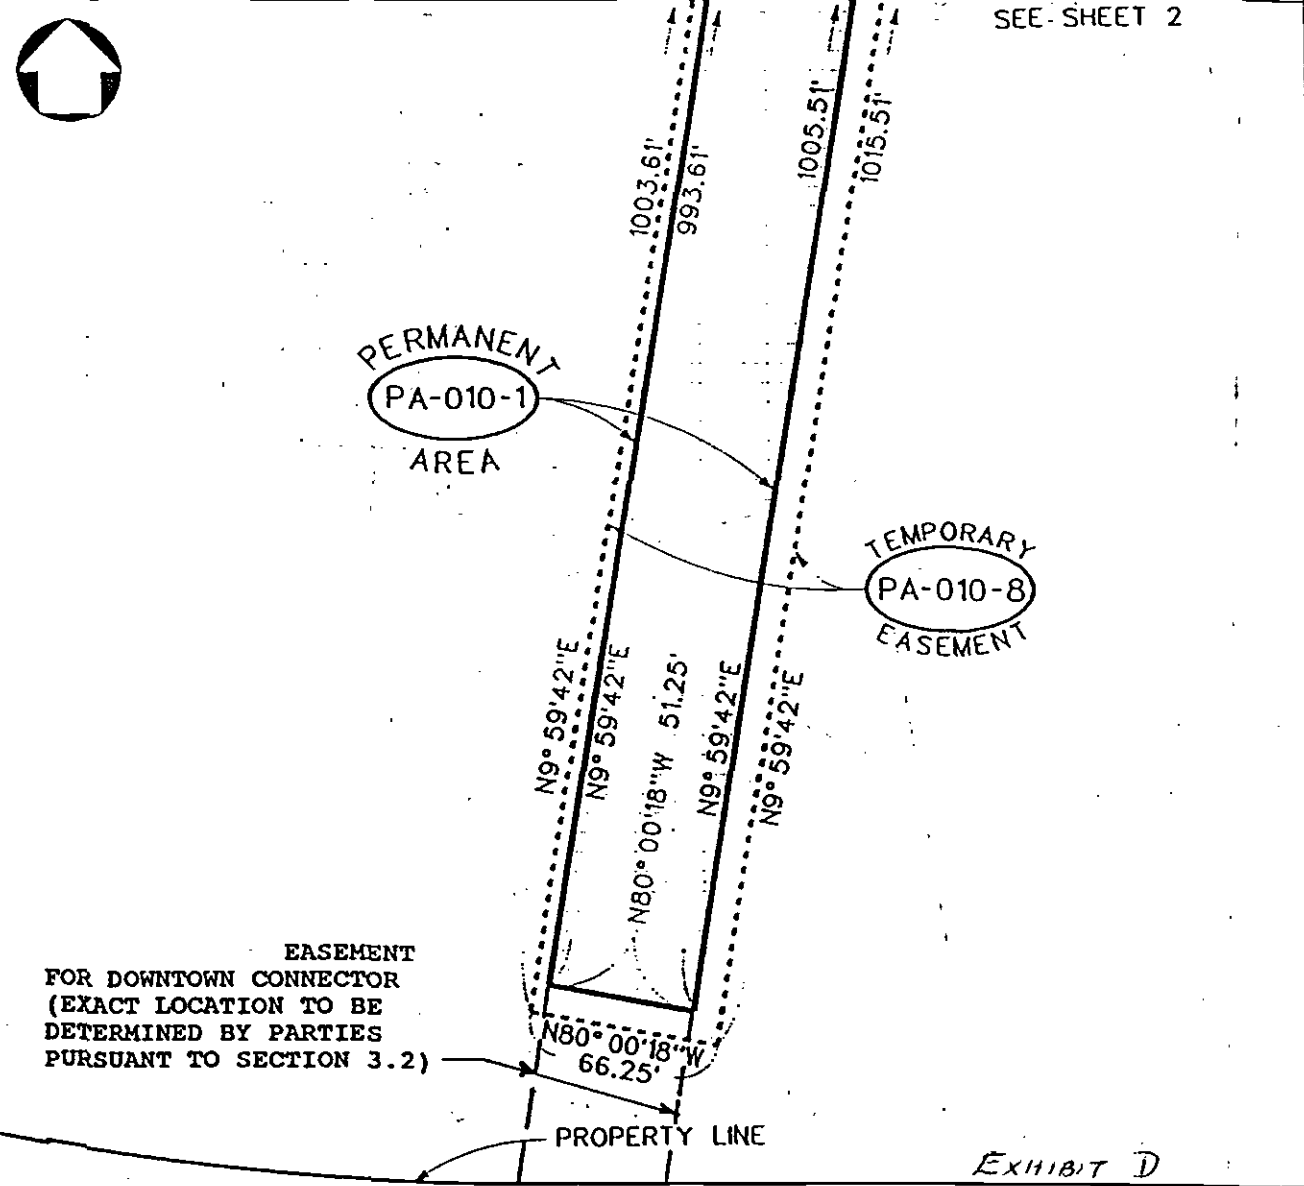 SEE SHEET 2
1003.61'
993.61'
1005.51'
1015.51'
PERMANENT
PA-010-1
AREA
TEMPORARY
PA-010-8
EASEMENT
N9°59'42"E
N9°59'42"E
N80°00'18"W 51.25'
N9°59'42"E
N9°59'42"E
EASEMENT
FOR DOWNTOWN CONNECTOR
(EXACT LOCATION TO BE
DETERMINED BY PARTIES
PURSUANT TO SECTION 3.2)
N80°00'18"W
66.25'
PROPERTY LINE
EXHIBIT D